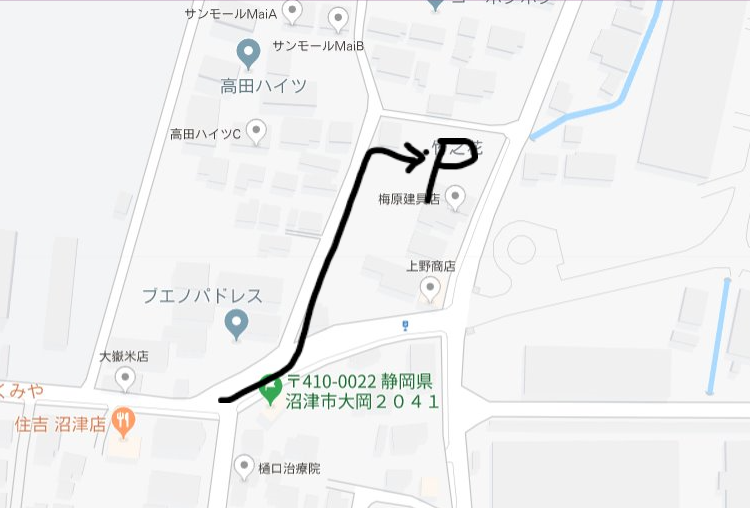 サンモールMaiA
サンモールMaiB
高田ハイツ
高田ハイツC
梅原建具店
上野商店
ブエノパドレス
大嶽米店
くみや
〒410-0022 静岡県
沼津市大岡２０４１
住吉 沼津店
樋口治療院